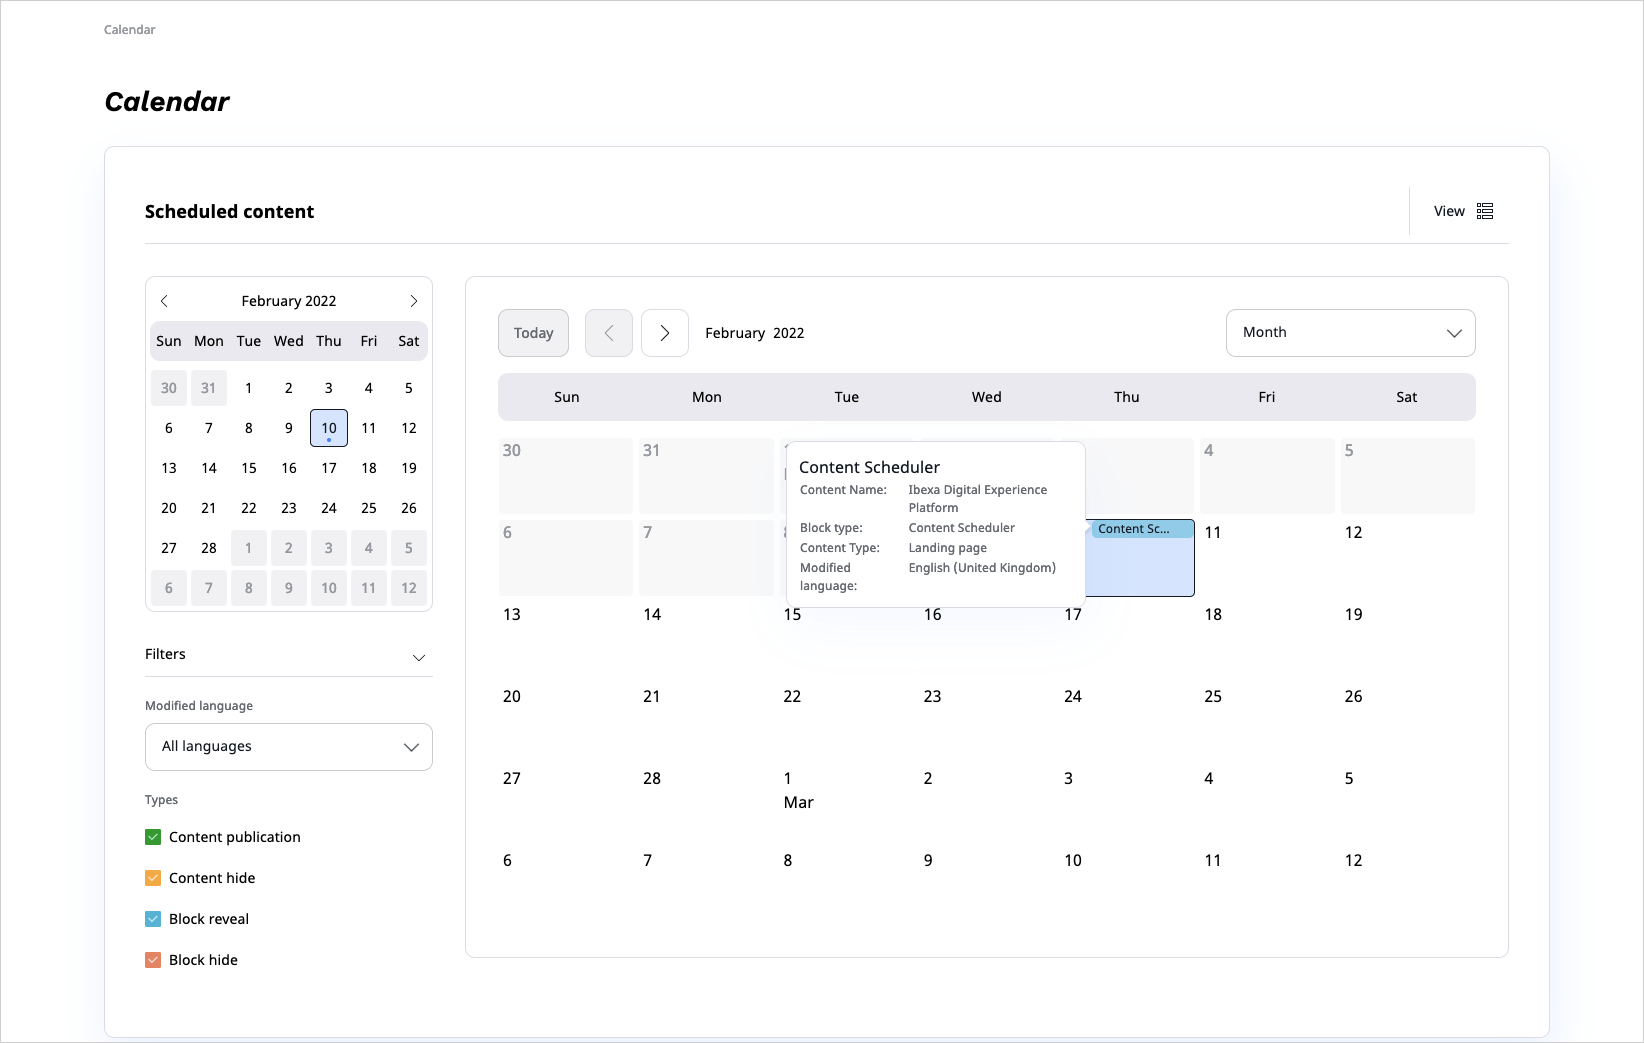 Calendar
Calendar
Scheduled content
View
February 2022
Sun Mon Tue Wed Thu Fri Sat
30 31 1 2 3 4 5
6 7 8 9 10 11 12
13 14 15 16 17 18 19
20 21 22 23 24 25 26
27 28 1 2 3 4 5
6 7 8 9 10 11 12
Filters
Modified language
All languages
Types
Content publication
Content hide
Block reveal
Block hide
Today
February 2022
Month
Sun Mon Tue Wed Thu Fri Sat
30 31 4 5
Content Scheduler
Content Name: Ibexa Digital Experience
Platform
Block type: Content Scheduler
Content Type: Landing page
Modified English (United Kingdom)
language:
6 7 Content Sc... 11 12
13 14 15 16 17 18 19
20 21 22 23 24 25 26
27 28 1 2 3 4 5
Mar
6 7 8 9 10 11 12